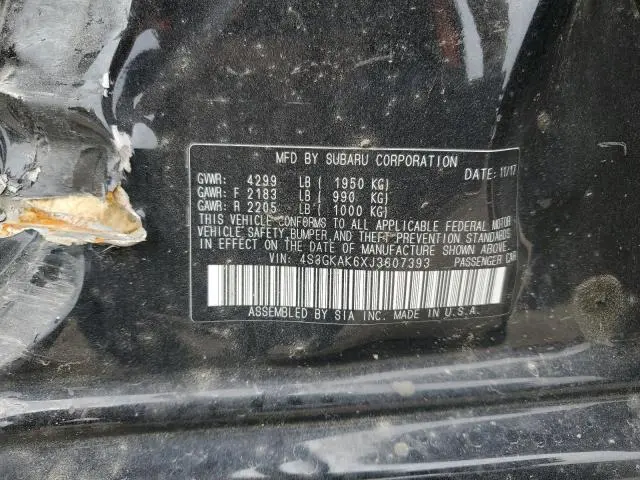 MFD BY SUBARU CORPORATION
DATE: 11/17
GVWR: 4299 LB( 1950 KG)
GAWR: F 2183 LB( 990 KG)
GAWR: R 2205 LB( 1000 KG)
THIS VEHICLE CONFORMS TO ALL APPLICABLE FEDERAL MOTOR
VEHICLE SAFETY, BUMPER, AND THEFT PREVENTION STANDARDS
IN EFFECT ON THE DATE OF MANUFACTURE SHOWN ABOVE.
VIN: 4S3GKAK6XJ3607393 PASSENGER CAR
ASSEMBLED BY SIA INC. MADE IN U.S.A.